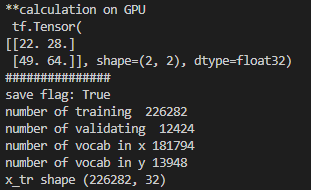 **calculation on GPU
tf.Tensor(
[[22. 28.]
[49. 64.]], shape=(2, 2), dtype=float32)
###############
save flag: True
number of training  226282
number of validating  12424
number of vocab in x 181794
number of vocab in y 13948
x_tr shape (226282, 32)